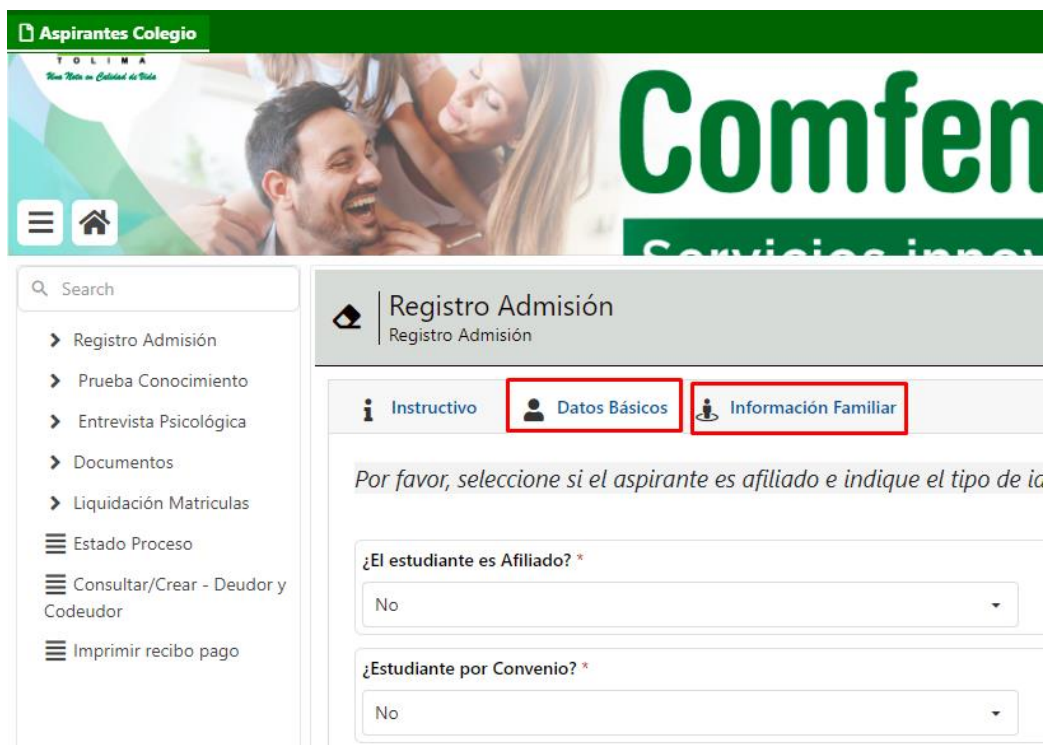 Aspirantes Colegio
TOLIMA
Una Nota en Calidad de Vida
Comfen
Servicios innov
Search
Registro Admisión
Prueba Conocimiento
Entrevista Psicológica
Documentos
Liquidación Matriculas
Estado Proceso
Consultar/Crear - Deudor y
Codeudor
Imprimir recibo pago
Registro Admisión
Registro Admisión
Instructivo Datos Básicos Información Familiar
Por favor, seleccione si el aspirante es afiliado e indique el tipo de id
¿El estudiante es Afiliado? *
No
¿Estudiante por Convenio? *
No